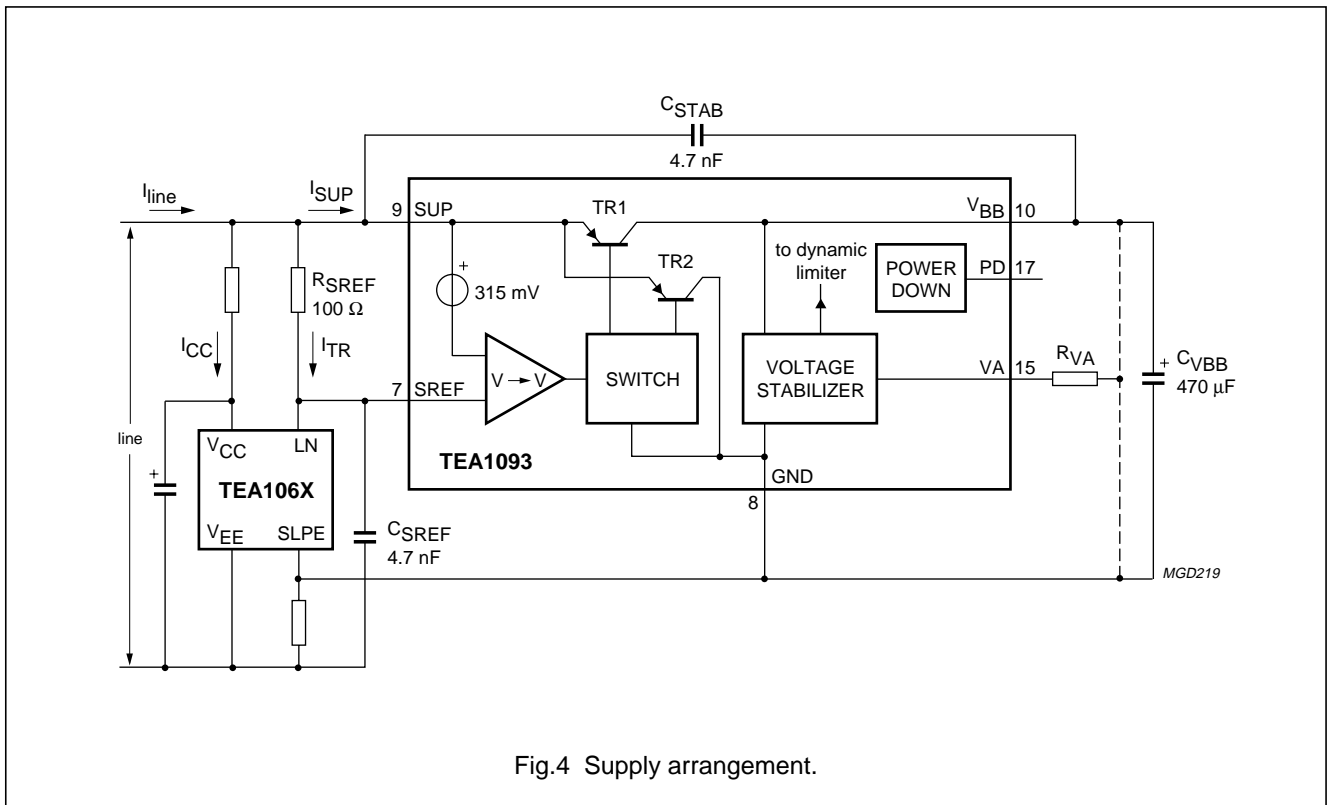 C_STAB
4.7 nF
I_line
I_SUP
9 SUP
TR1
V_BB 10
TR2
to dynamic
limiter
POWER
DOWN
PD 17
+
315 mV
R_SREF
100 Ω
I_CC
I_TR
V → V
SWITCH
VOLTAGE
STABILIZER
VA 15
R_VA
+ C_VBB
470 µF
7 SREF
line
+
V_CC LN
TEA106X
V_EE SLPE
TEA1093
GND
8
C_SREF
4.7 nF
MGD219
Fig.4 Supply arrangement.